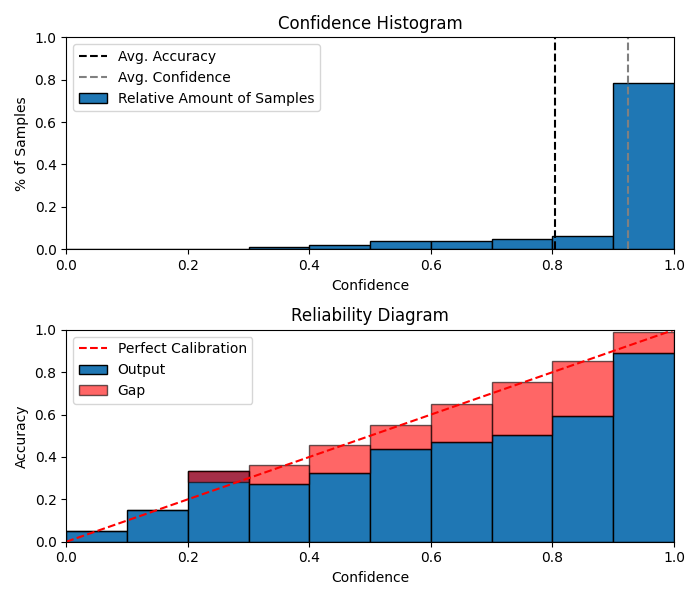 Confidence Histogram
1.0
0.8
0.6
0.4
0.2
0.0
% of Samples
Avg. Accuracy
Avg. Confidence
Relative Amount of Samples
0.0 0.2 0.4 0.6 0.8 1.0
Confidence
Reliability Diagram
1.0
0.8
0.6
0.4
0.2
0.0
Accuracy
Perfect Calibration
Output
Gap
0.0 0.2 0.4 0.6 0.8 1.0
Confidence